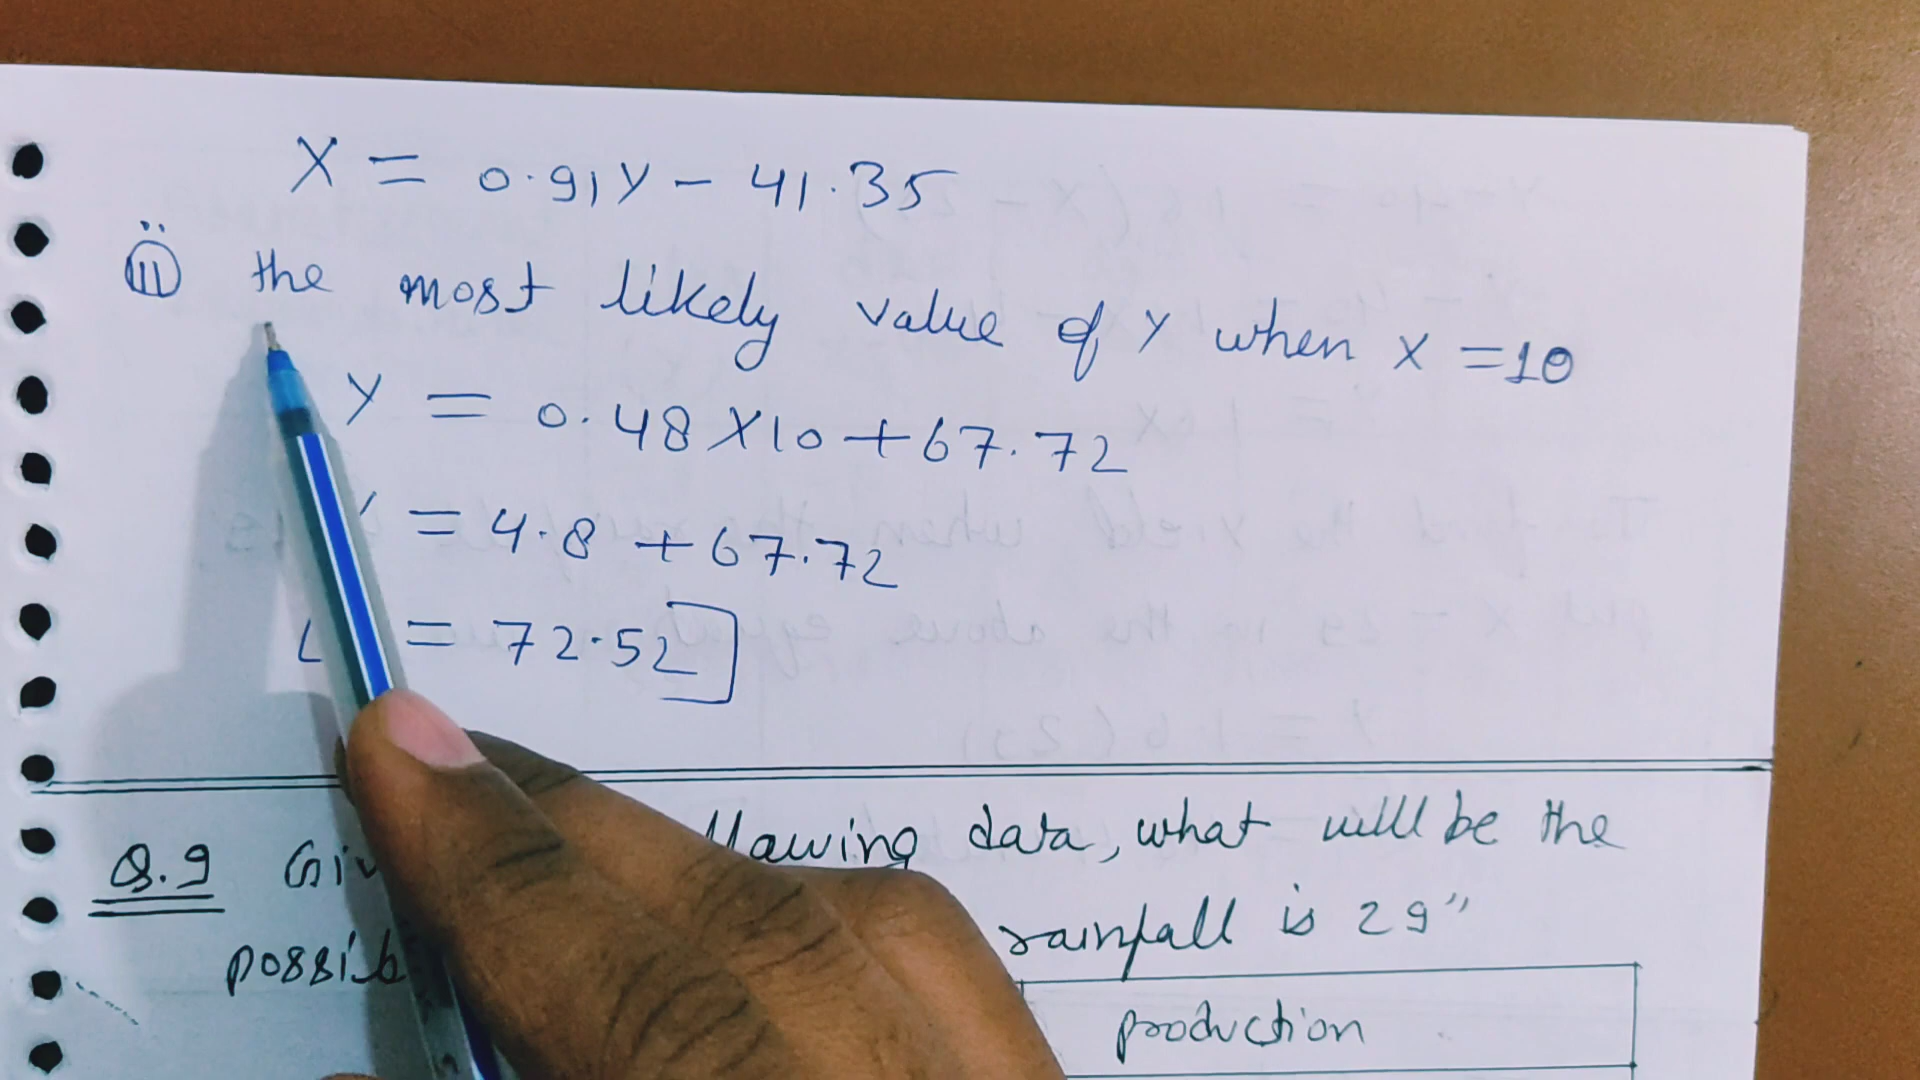 X = 0.91Y - 41.35
(ii) the most likely value of Y when X = 10
Y = 0.48 X 10 + 67.72
= 4.8 + 67.72
= 72.52
Q.9 data, what will be the
rainfall is 29"
production